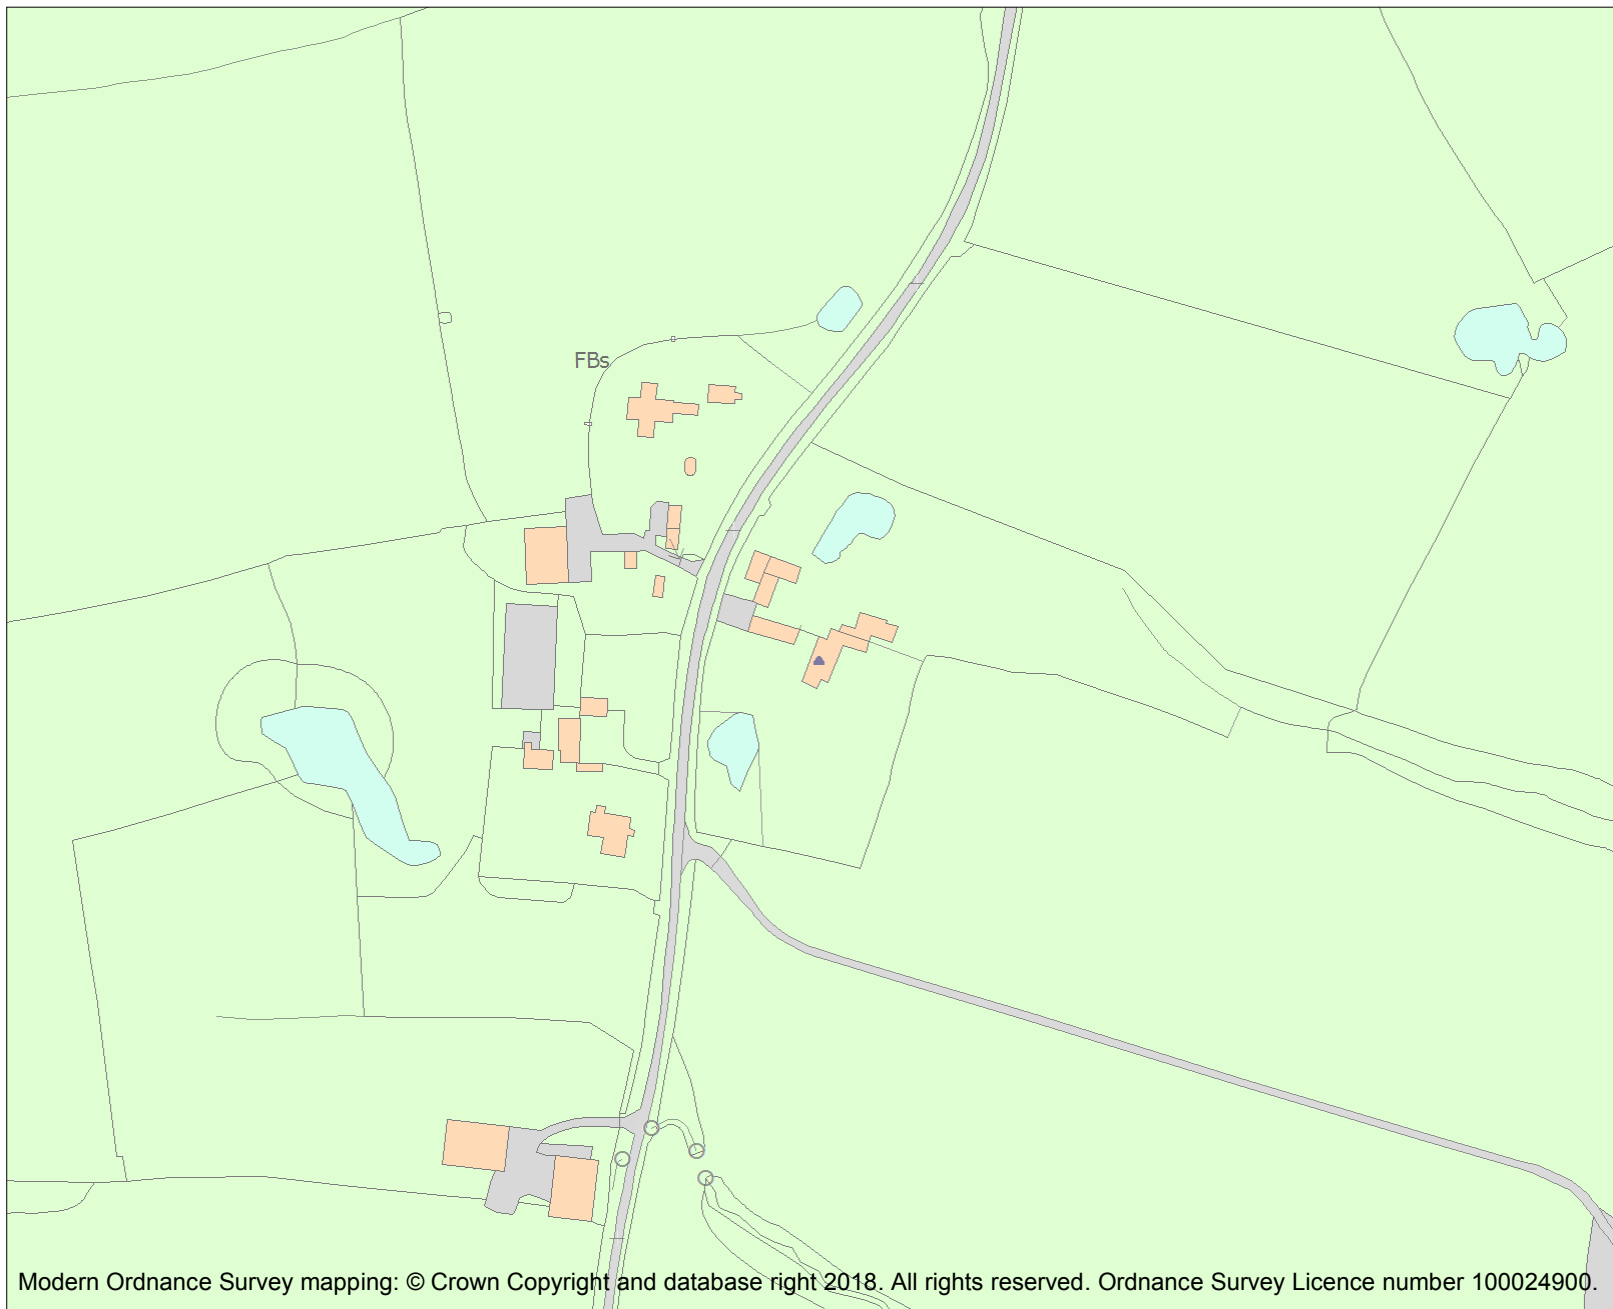 FBs
Modern Ordnance Survey mapping: © Crown Copyright and database right 2018. All rights reserved. Ordnance Survey Licence number 100024900.